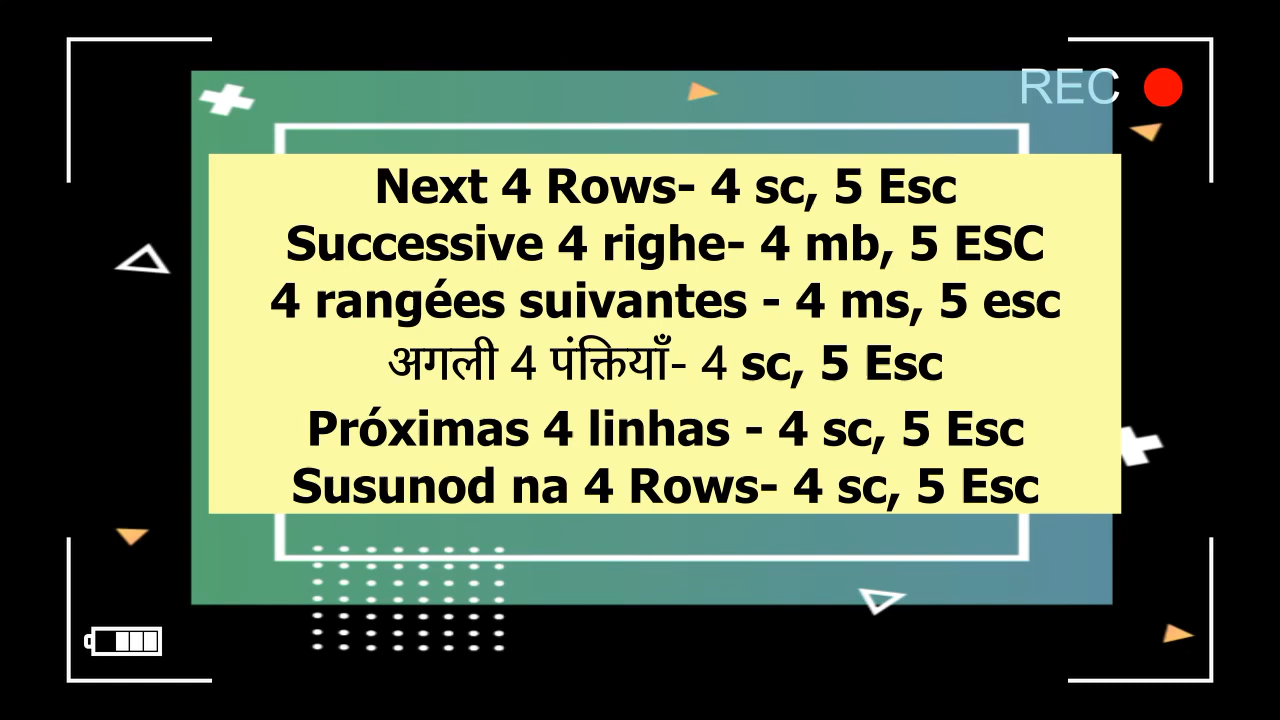 REC
Next 4 Rows- 4 sc, 5 Esc
Successive 4 righe- 4 mb, 5 ESC
4 rangées suivantes - 4 ms, 5 esc
अगली 4 पंक्तियाँ- 4 sc, 5 Esc
Próximas 4 linhas - 4 sc, 5 Esc
Susunod na 4 Rows- 4 sc, 5 Esc